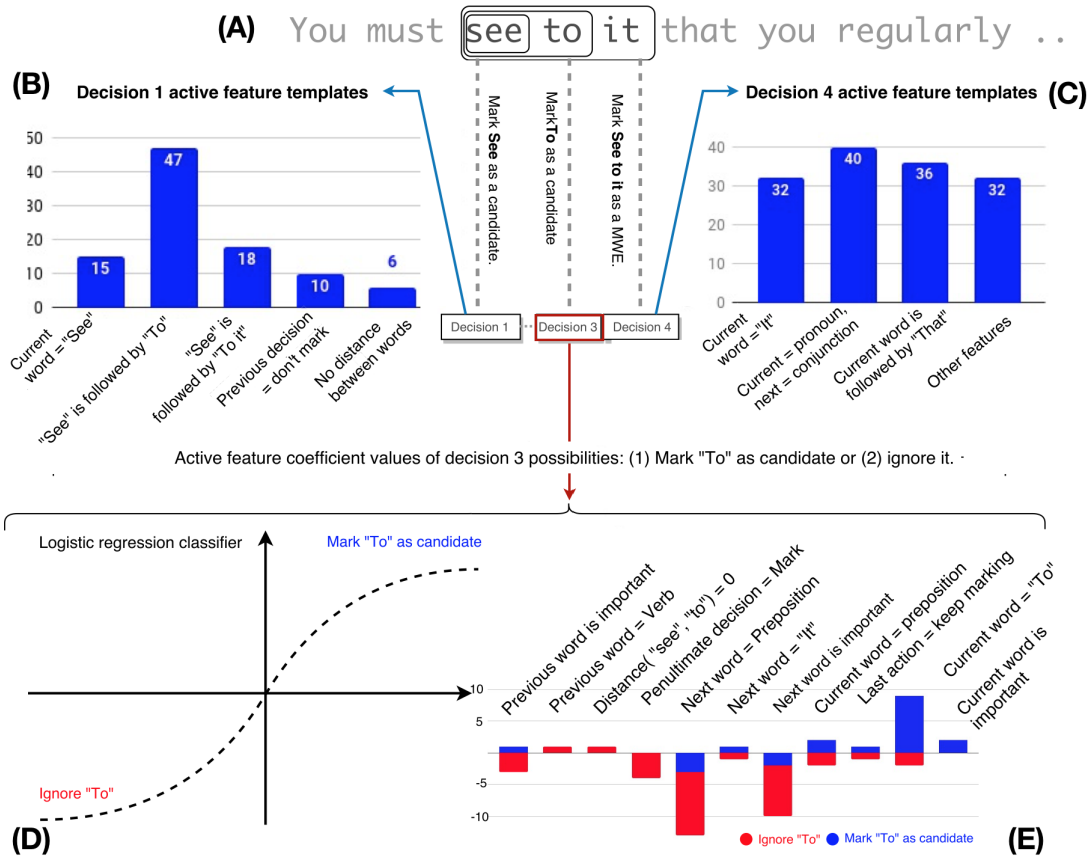 (A) You must see to it that you regularly ..
(B)
Decision 1 active feature templates
50
40
30
20
10
0
15
47
18
10
6
Current
word = "See"
"See" is followed by "To"
"See" is
followed by "To it"
Previous decision
= don't mark
No distance
between words
Mark See as a candidate.
MarkTo as a candidate
Mark See to it as a MWE.
Decision 1
...
Decision 3
Decision 4
Decision 4 active feature templates
(C)
40
30
20
10
0
32
40
36
32
Current
word = "It"
Current = pronoun,
next = conjunction
Current word is
followed by "That"
Other features
Active feature coefficient values of decision 3 possibilities: (1) Mark "To" as candidate or (2) ignore it.
Logistic regression classifier
Mark "To" as candidate
Ignore "To"
(D)
Previous word is important
Previous word = Verb
Distance( "see" ,"to") = 0
Penultimate decision = Mark
Next word = Preposition
Next word = "It"
Next word is important
Current word = preposition
Last action = keep marking
Current word = "To"
Current word is
important
10
5
-5
-10
Ignore "To"
Mark "To" as candidate
(E)